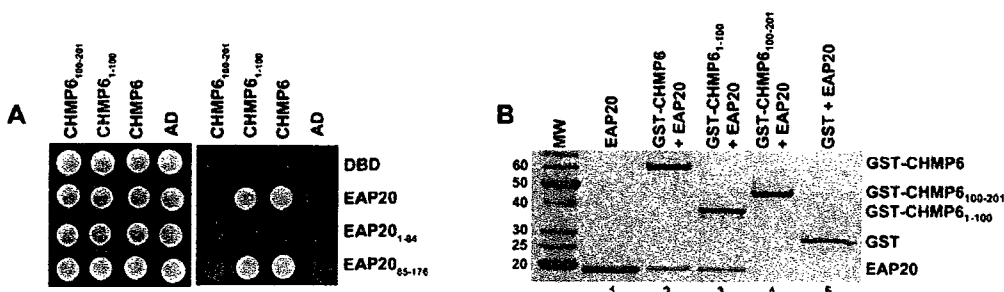 A
CHMP6100-201
CHMP61-100
CHMP6
AD
CHMP6100-201
CHMP61-100
CHMP6
AD
DBD
EAP20
EAP201-84
EAP2085-176
B
MW
EAP20
GST-CHMP6
+ EAP20
GST-CHMP61-100
+ EAP20
GST-CHMP6100-201
+ EAP20
GST + EAP20
60
50
40
30
25
20
GST-CHMP6
GST-CHMP6100-201
GST-CHMP61-100
GST
EAP20
1 2 3 4 5